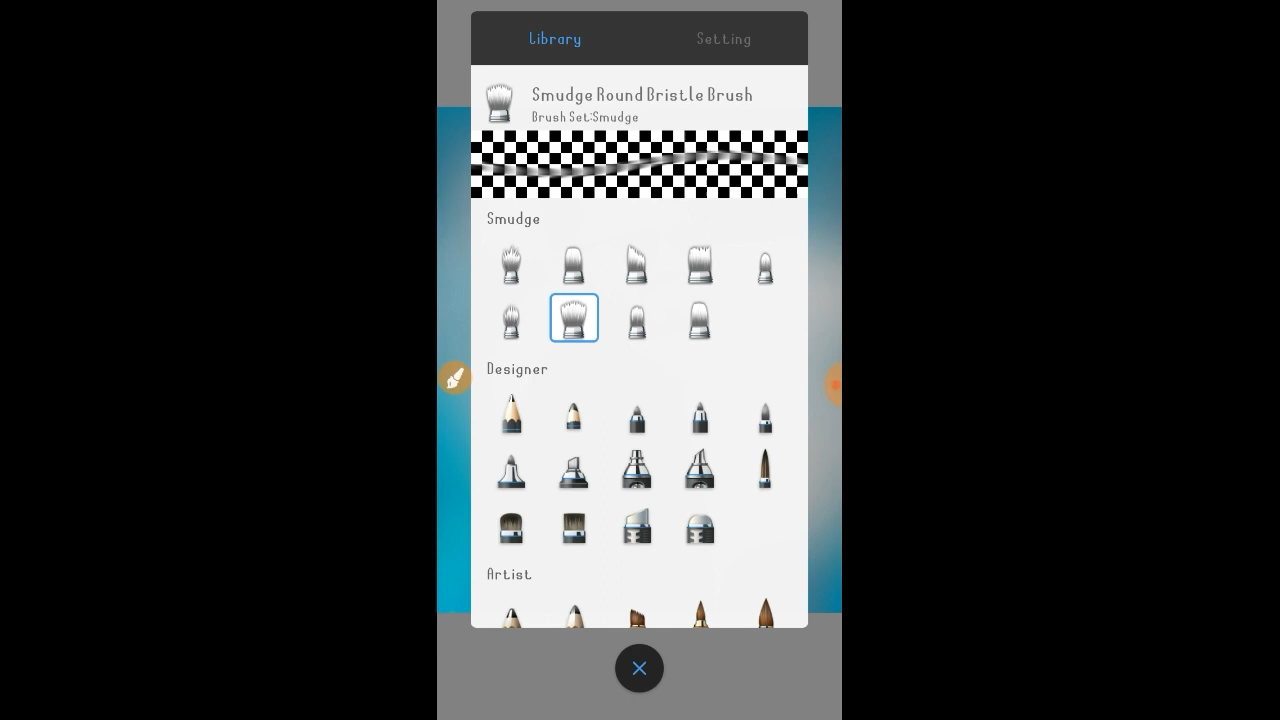 Library
Setting
Smudge Round Bristle Brush
Brush Set:Smudge
Smudge
Designer
Artist